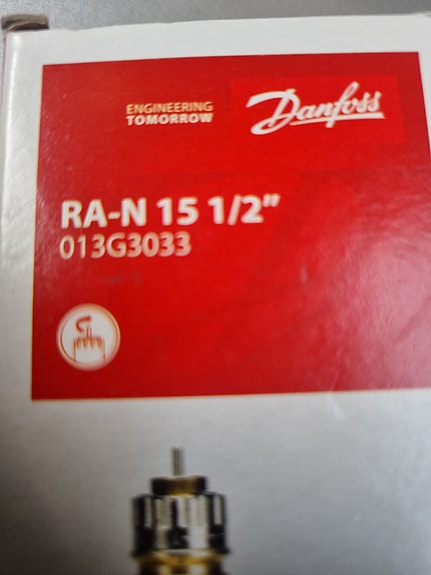 ENGINEERING
TOMORROW
Danfoss
RA-N 15 1/2"
013G3033